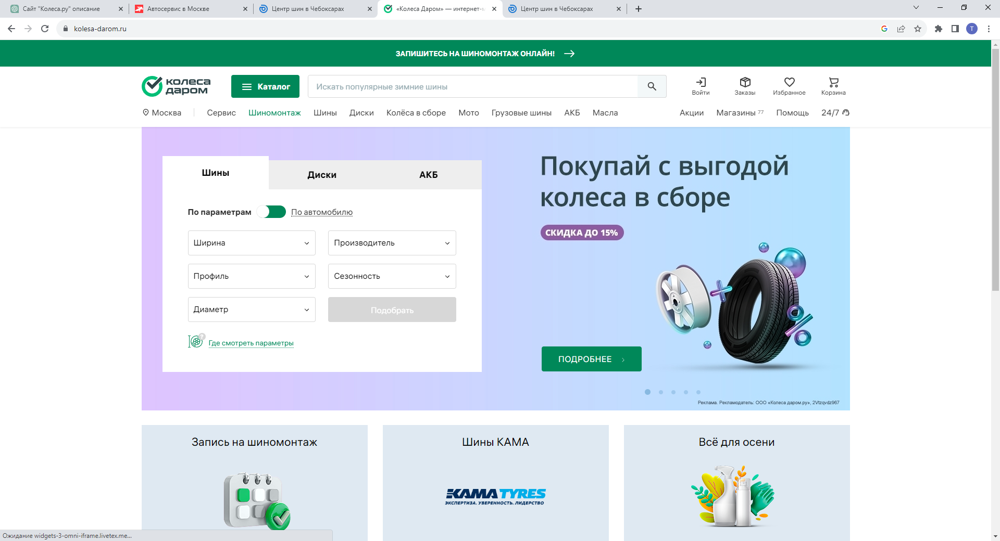 Сайт "Колеса.ру" описание
Автосервис в Москве
Центр шин в Чебоксарах
«Колеса Даром» — интернет-м
Центр шин в Чебоксарах
kolesa-darom.ru
T
ЗАПИШИТЕСЬ НА ШИНОМОНТАЖ ОНЛАЙН!
колеса
даром
Каталог
Искать популярные зимние шины
Войти
Заказы
Избранное
Корзина
Москва
Сервис
Шиномонтаж
Шины
Диски
Колёса в сборе
Мото
Грузовые шины
АКБ
Масла
Акции
Магазины 77
Помощь
24/7
Шины
Диски
АКБ
По параметрам
По автомобилю
Ширина
Производитель
Профиль
Сезонность
Диаметр
Подобрать
?
Где смотреть параметры
Покупай с выгодой
колеса в сборе
СКИДКА ДО 15%
ПОДРОБНЕЕ
Реклама. Рекламодатель: ООО «Колеса даром.ру», 2Vtzqvdz967
Запись на шиномонтаж
Шины КАМА
KAMA TYRES
ЭКСПЕРТИЗА. УВЕРЕННОСТЬ. ЛИДЕРСТВО
Всё для осени
Ожидание widgets-3-omni-iframe.livetex.me...